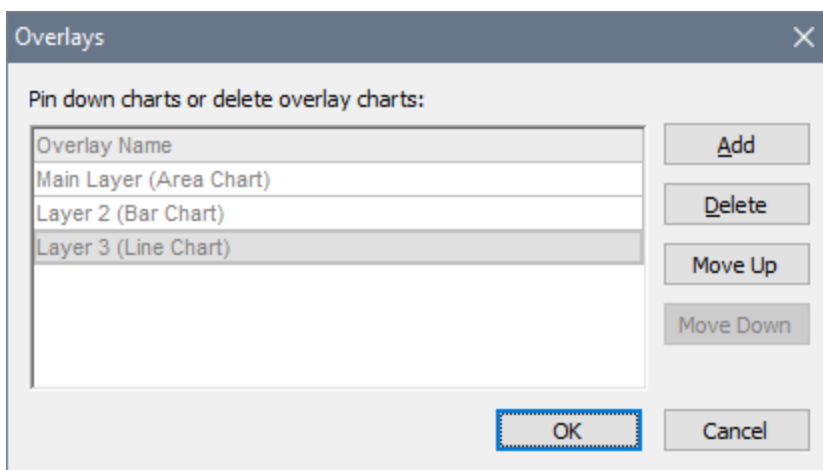 Overlays
Pin down charts or delete overlay charts:
Overlay Name
Main Layer (Area Chart)
Layer 2 (Bar Chart)
Layer 3 (Line Chart)
Add
Delete
Move Up
Move Down
OK
Cancel